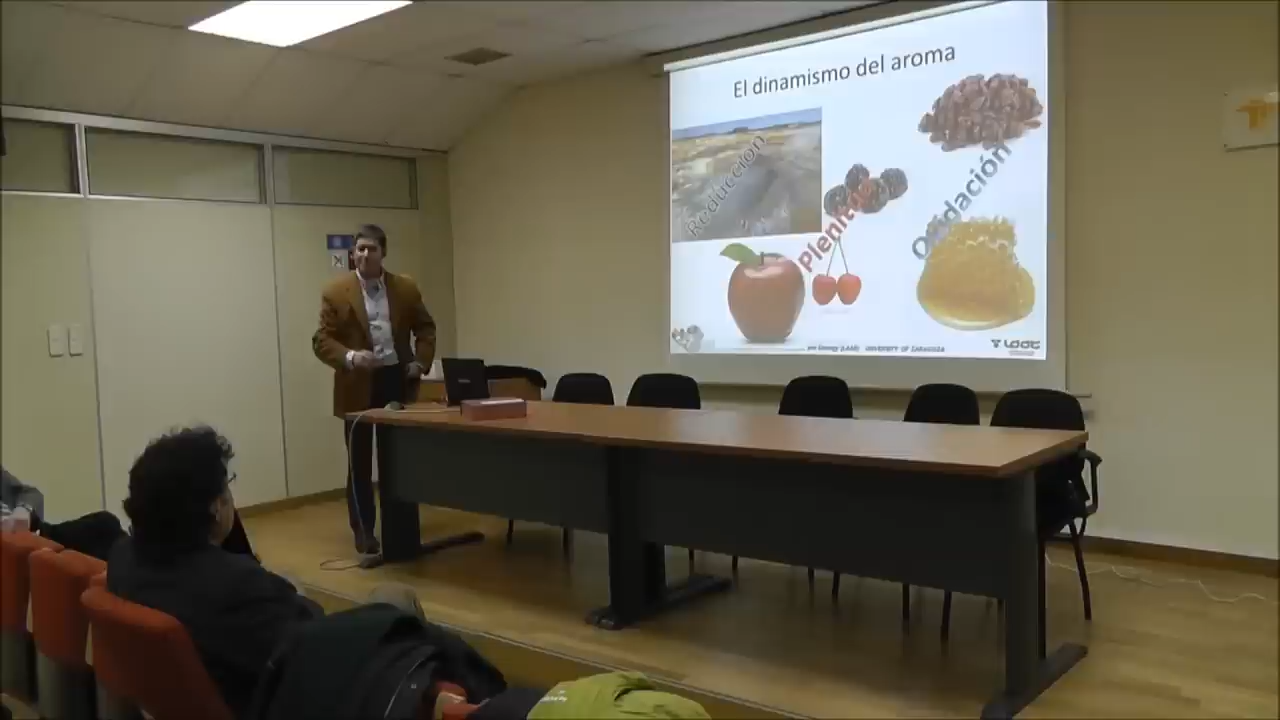 El dinamismo del aroma
Reducción
Plenitud
Oxidación
UNIVERSITY OF ZARAGOZA